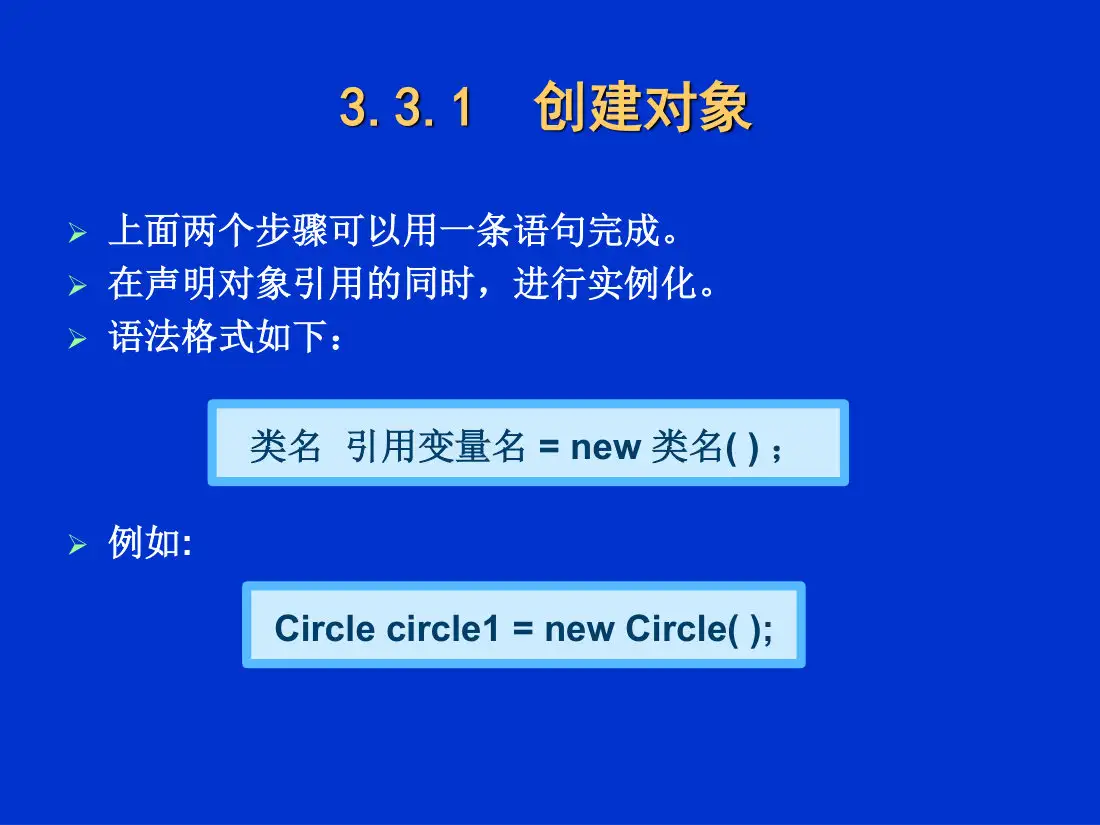 3.3.1 创建对象
上面两个步骤可以用一条语句完成。
在声明对象引用的同时，进行实例化。
语法格式如下：
类名 引用变量名 = new 类名( ) ；
例如:
Circle circle1 = new Circle( );